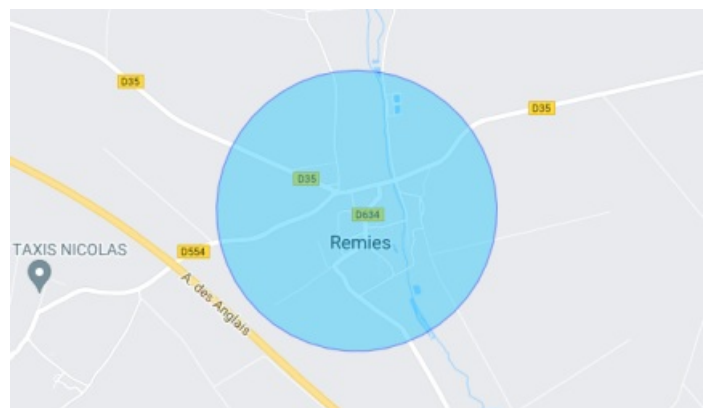 D35
D35
D35
D634
Remies
TAXIS NICOLAS
D554
A. des Anglais